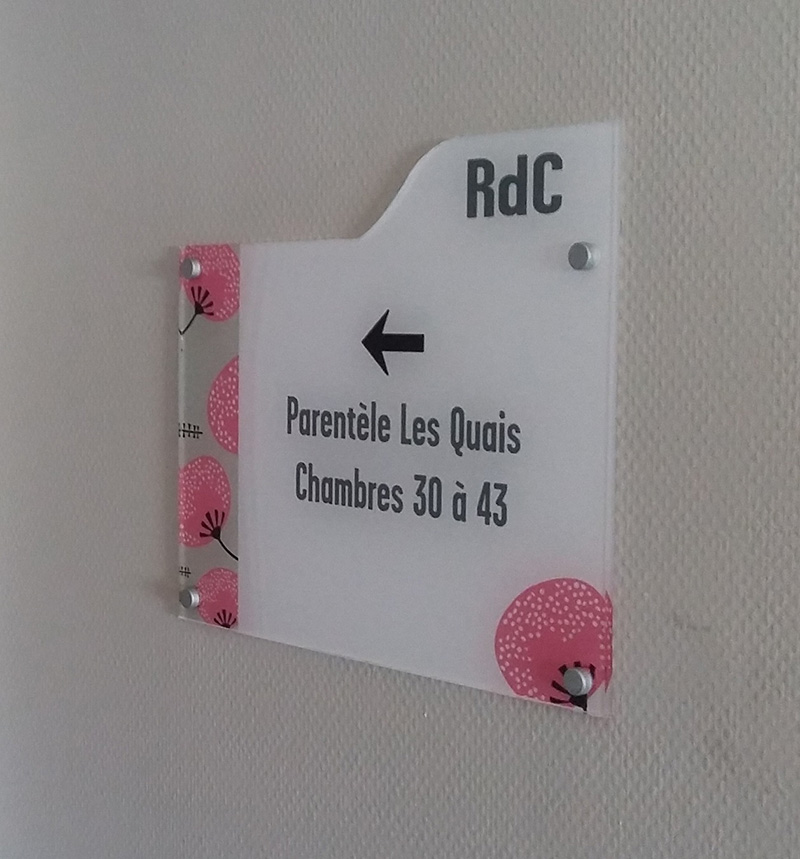 RdC
←
Parentèle Les Quais
Chambres 30 à 43